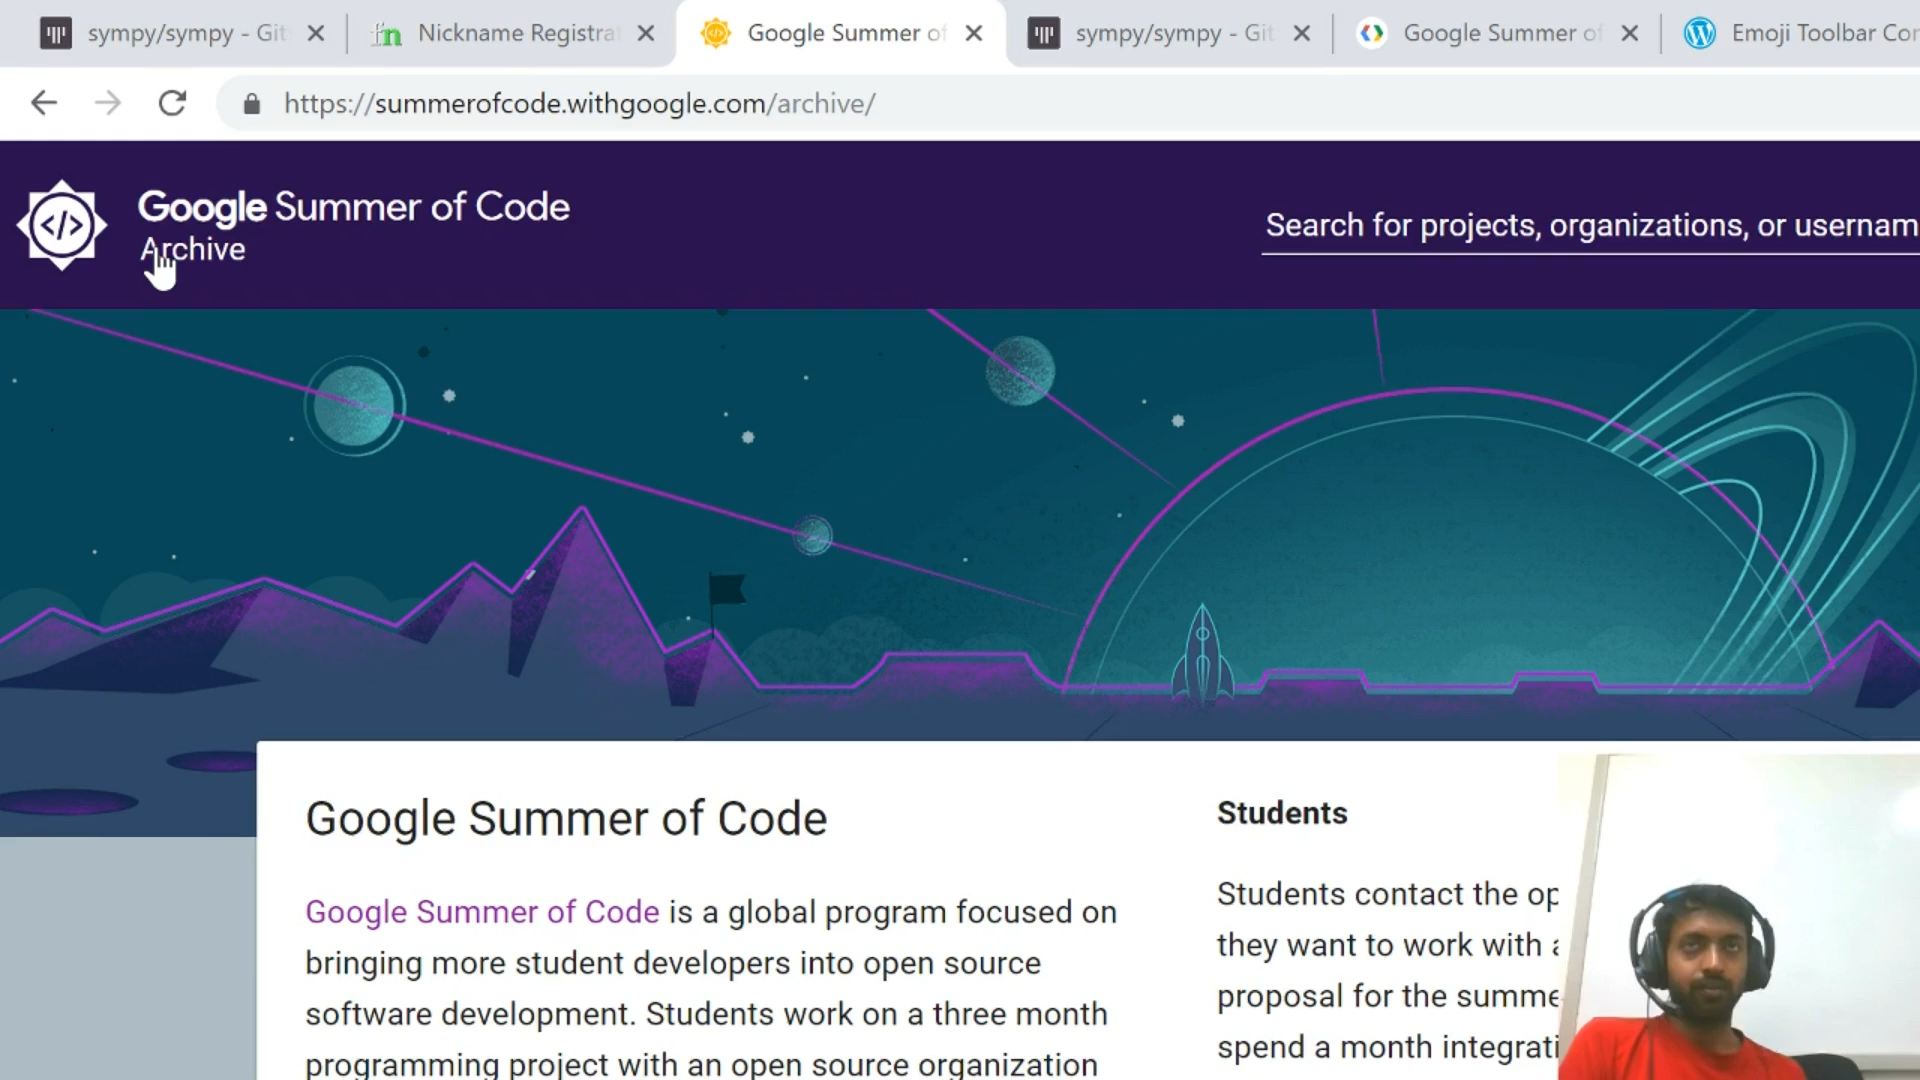 sympy/sympy - Git
Nickname Registra
Google Summer of
sympy/sympy - Git
Google Summer of
Emoji Toolbar Cor
https://summerofcode.withgoogle.com/archive/
Google Summer of Code
Archive
Search for projects, organizations, or usernam
Google Summer of Code
Google Summer of Code is a global program focused on
bringing more student developers into open source
software development. Students work on a three month
programming project with an open source organization
Students
Students contact the op
they want to work with a
proposal for the summe
spend a month integrati